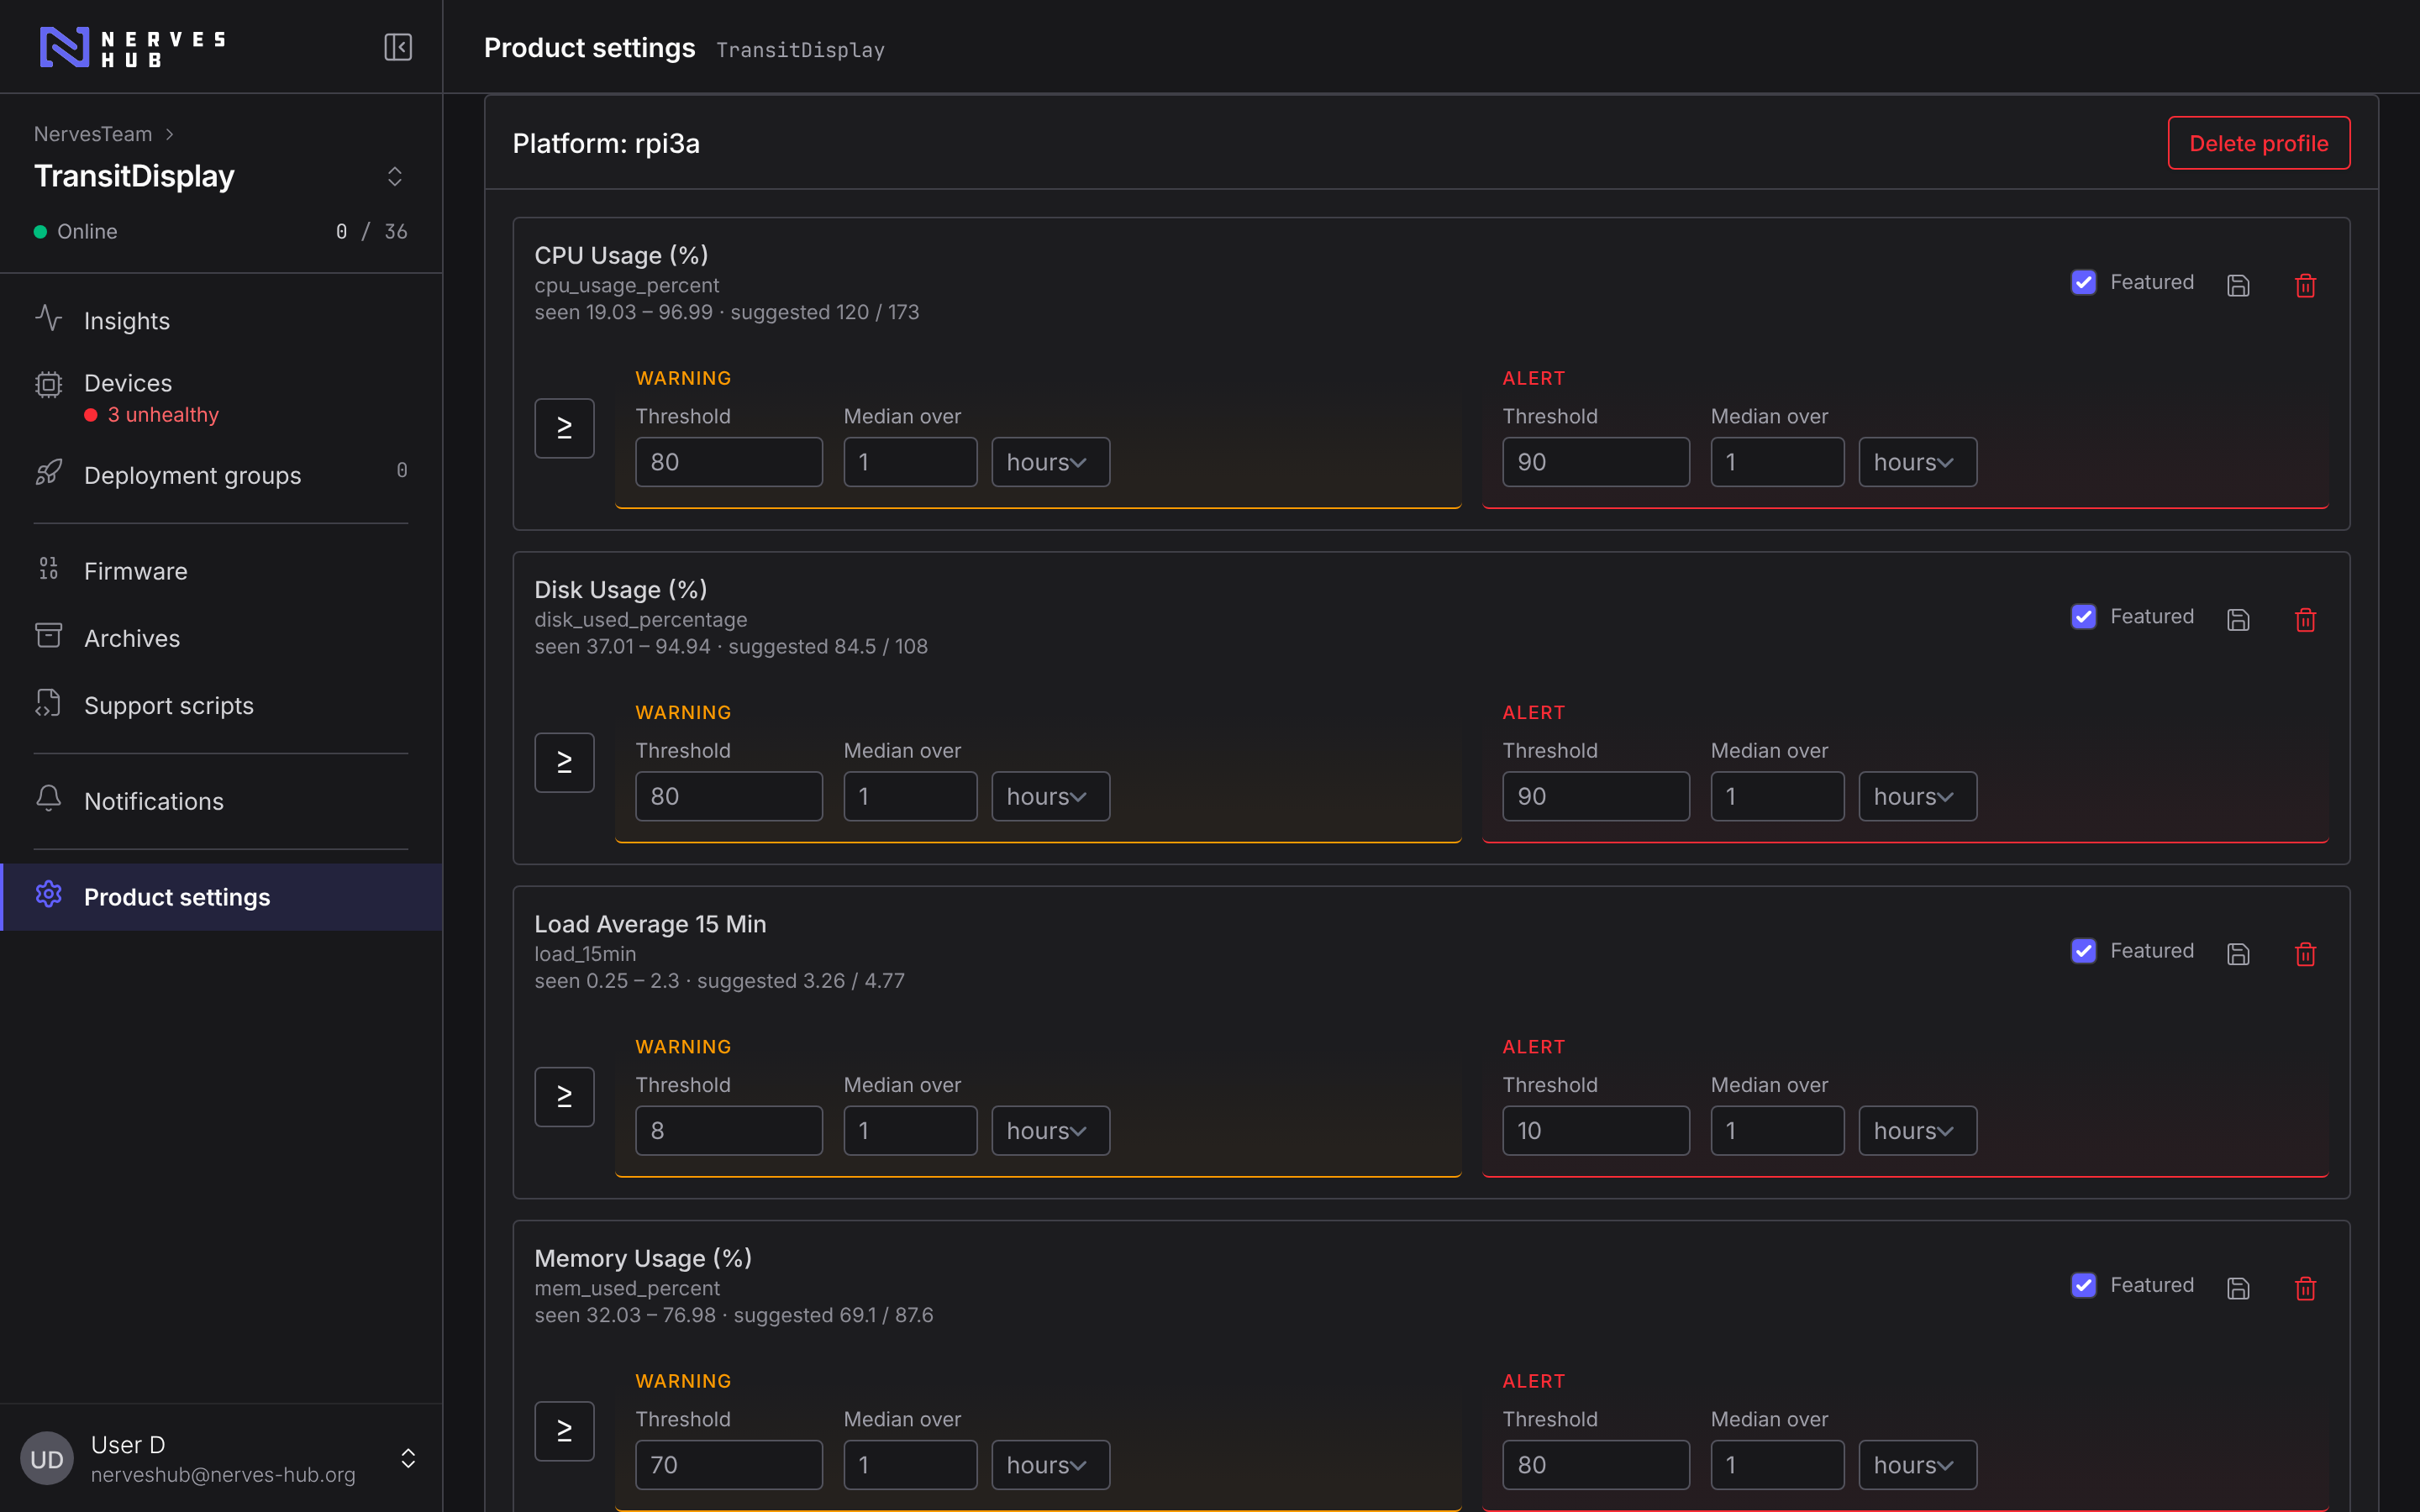 NERVES
HUB
Product settings TransitDisplay
NervesTeam
TransitDisplay
Online 0 / 36
Insights
Devices
3 unhealthy
Deployment groups 0
Firmware
Archives
Support scripts
Notifications
Product settings
UD
User D
nerveshub@nerves-hub.org
Platform: rpi3a Delete profile
CPU Usage (%)
cpu_usage_percent
seen 19.03 – 96.99 · suggested 120 / 173
Featured
WARNING ALERT
Threshold Median over Threshold Median over
≥ 80 1 hours 90 1 hours
Disk Usage (%)
disk_used_percentage
seen 37.01 – 94.94 · suggested 84.5 / 108
Featured
WARNING ALERT
Threshold Median over Threshold Median over
≥ 80 1 hours 90 1 hours
Load Average 15 Min
load_15min
seen 0.25 – 2.3 · suggested 3.26 / 4.77
Featured
WARNING ALERT
Threshold Median over Threshold Median over
≥ 8 1 hours 10 1 hours
Memory Usage (%)
mem_used_percent
seen 32.03 – 76.98 · suggested 69.1 / 87.6
Featured
WARNING ALERT
Threshold Median over Threshold Median over
≥ 70 1 hours 80 1 hours